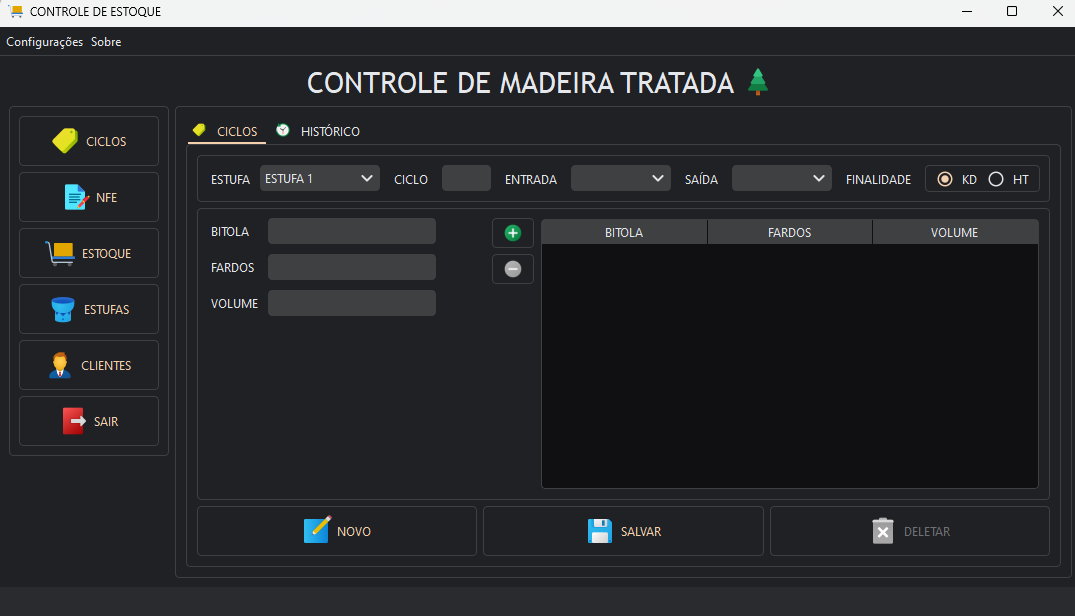 CONTROLE DE ESTOQUE
Configurações Sobre
CONTROLE DE MADEIRA TRATADA
CICLOS
NFE
ESTOQUE
ESTUFAS
CLIENTES
SAIR
CICLOS HISTÓRICO
ESTUFA ESTUFA 1 CICLO ENTRADA SAÍDA FINALIDADE KD HT
BITOLA
FARDOS
VOLUME
BITOLA FARDOS VOLUME
NOVO SALVAR DELETAR